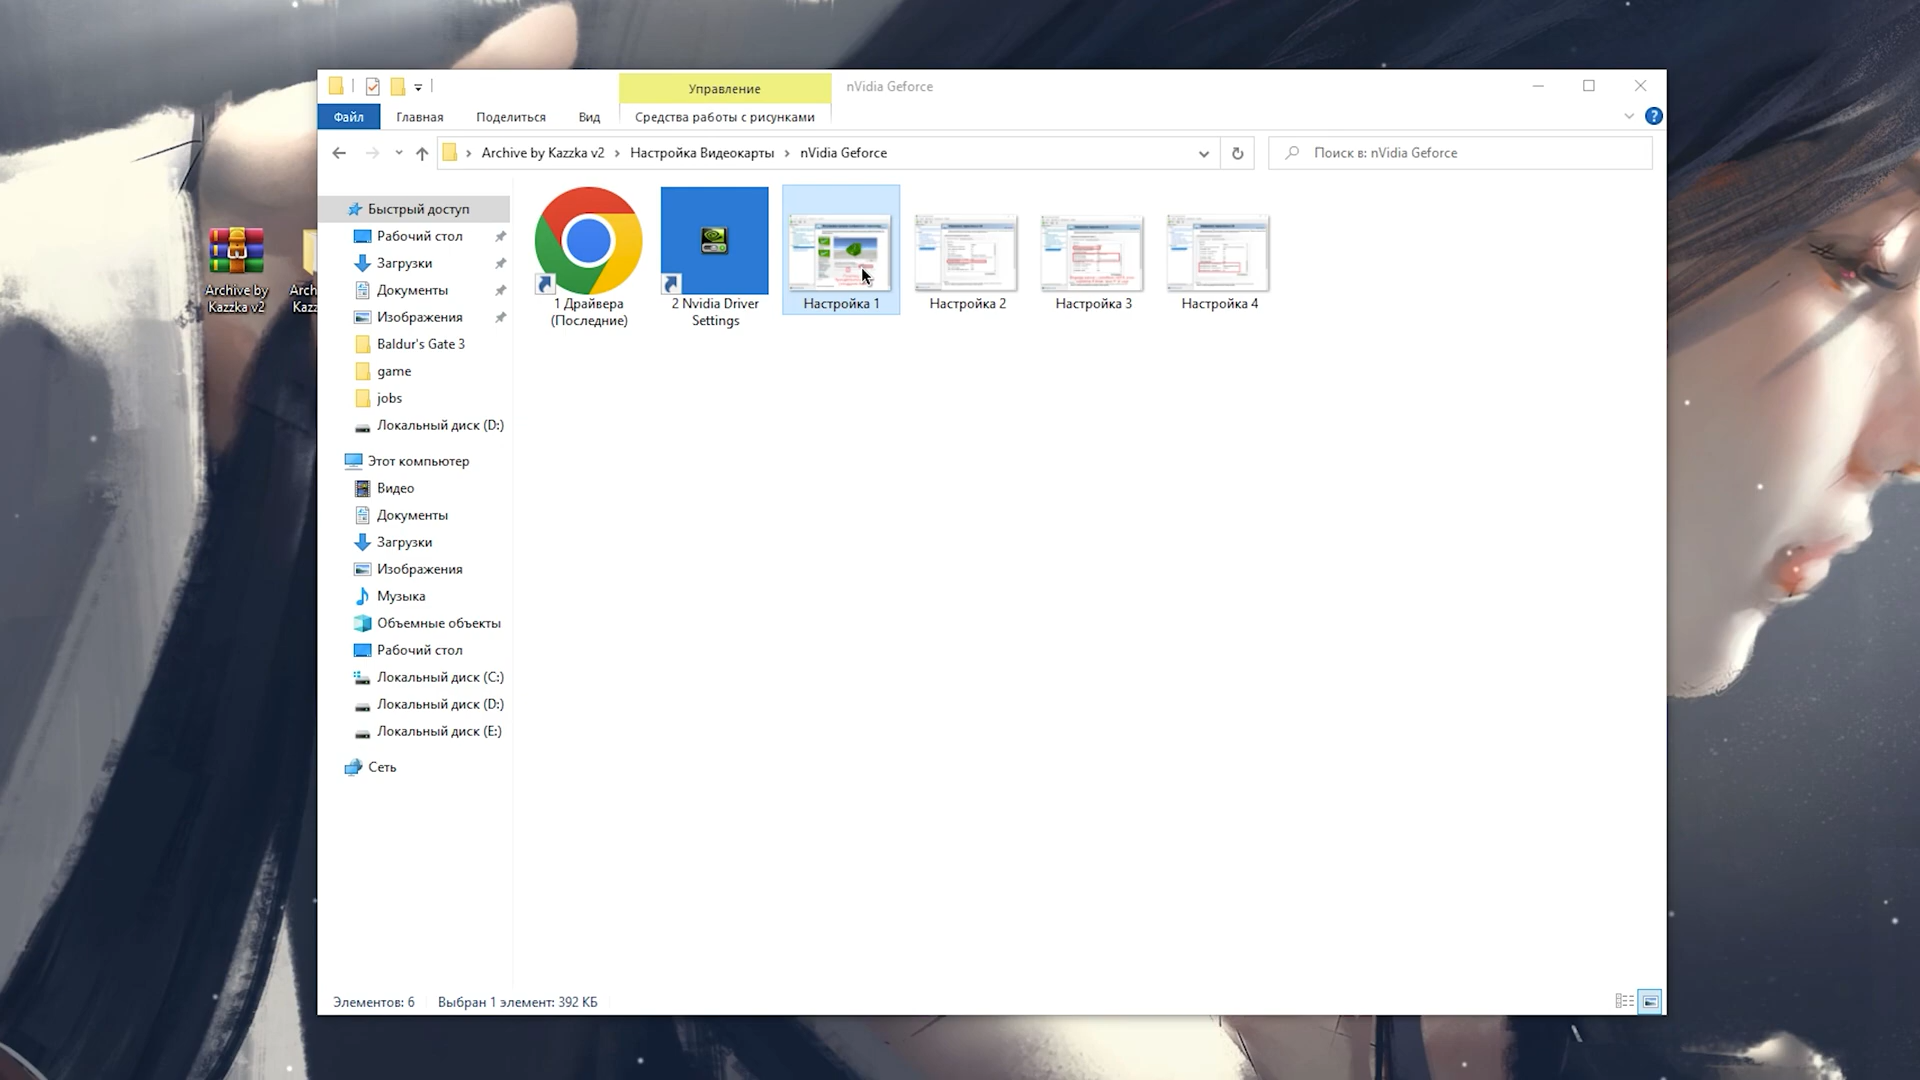 Управление
nVidia Geforce
Файл
Главная
Поделиться
Вид
Средства работы с рисунками
?
Archive by Kazzka v2 › Настройка Видеокарты › nVidia Geforce
Поиск в: nVidia Geforce
Archive by
Kazzka v2
Arch
Kazz
Быстрый доступ
Рабочий стол
Загрузки
Документы
Изображения
Baldur's Gate 3
game
jobs
Локальный диск (D:)
Этот компьютер
Видео
Документы
Загрузки
Изображения
Музыка
Объемные объекты
Рабочий стол
Локальный диск (C:)
Локальный диск (D:)
Локальный диск (E:)
Сеть
1 Драйвера
(Последние)
2 Nvidia Driver
Settings
Настройка 1
Настройка 2
Настройка 3
Настройка 4
Элементов: 6
Выбран 1 элемент: 392 КБ